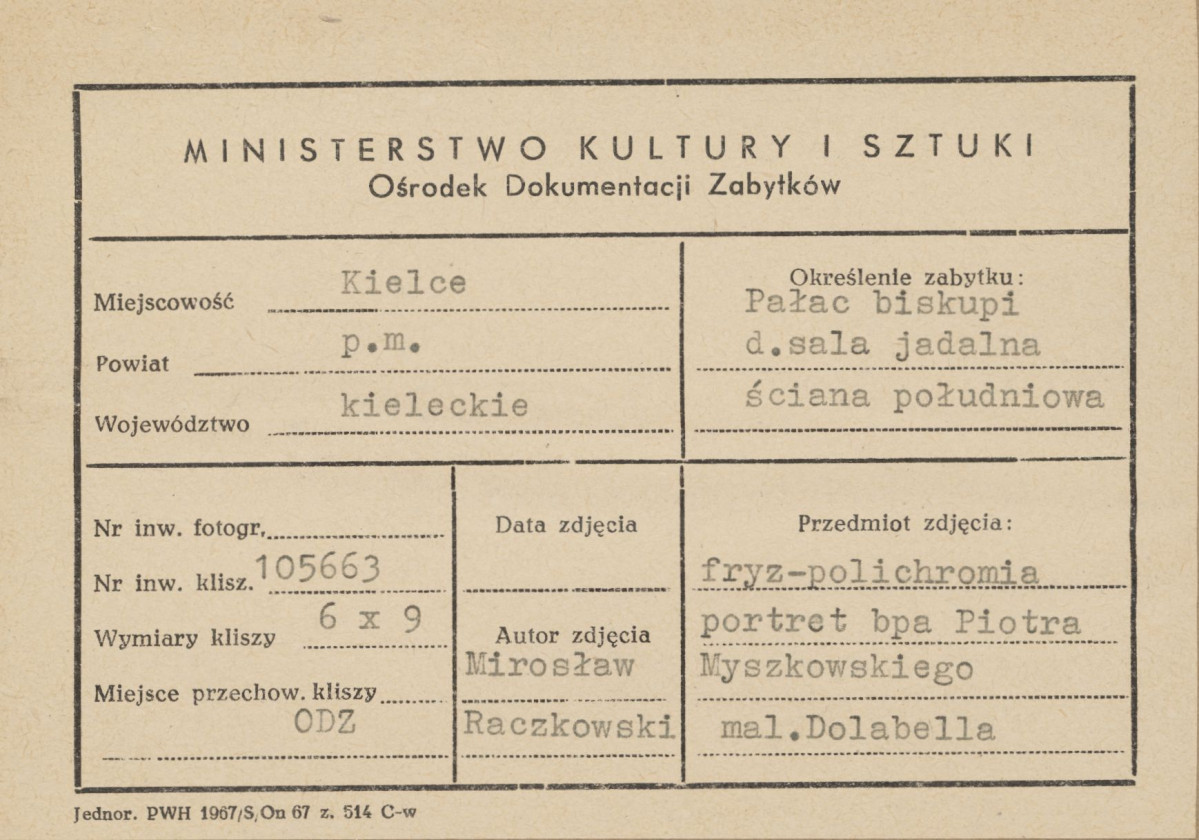 MINISTERSTWO KULTURY I SZTUKI
Ośrodek Dokumentacji Zabytków
Miejscowość Kielce
Powiat p.m.
Województwo kieleckie
Określenie zabytku:
Pałac biskupi
d.sala jadalna
ściana południowa
Nr inw. fotogr.
Nr inw. klisz. 105663
Wymiary kliszy 6 x 9
Miejsce przechow. kliszy
ODZ
Data zdjęcia
Autor zdjęcia
Mirosław
Raczkowski
Przedmiot zdjęcia:
fryz-polichromia
portret bpa Piotra
Myszkowskiego
mal.Dolabella
Jednor. PWH 1967/S/On 67 z. 514 C-w